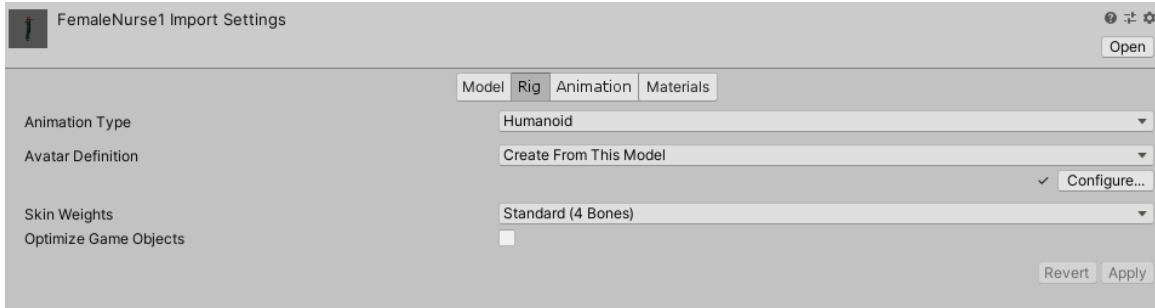 FemaleNurse1 Import Settings
Open
Model Rig Animation Materials
Animation Type Humanoid
Avatar Definition Create From This Model
Configure...
Skin Weights Standard (4 Bones)
Optimize Game Objects
Revert Apply